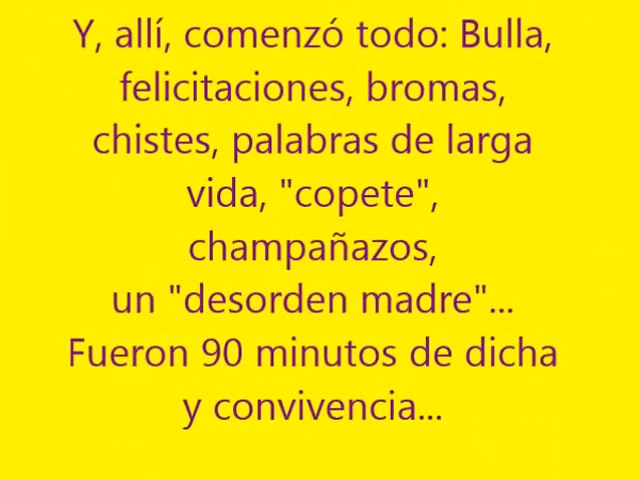 Y, allí, comenzó todo: Bulla,
felicitaciones, bromas,
chistes, palabras de larga
vida, "copete",
champañazos,
un "desorden madre"...
Fueron 90 minutos de dicha
y convivencia...